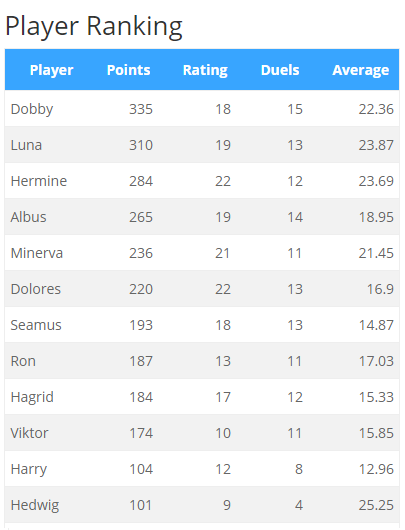 Player Ranking
Player Points Rating Duels Average
Dobby 335 18 15 22.36
Luna 310 19 13 23.87
Hermine 284 22 12 23.69
Albus 265 19 14 18.95
Minerva 236 21 11 21.45
Dolores 220 22 13 16.9
Seamus 193 18 13 14.87
Ron 187 13 11 17.03
Hagrid 184 17 12 15.33
Viktor 174 10 11 15.85
Harry 104 12 8 12.96
Hedwig 101 9 4 25.25